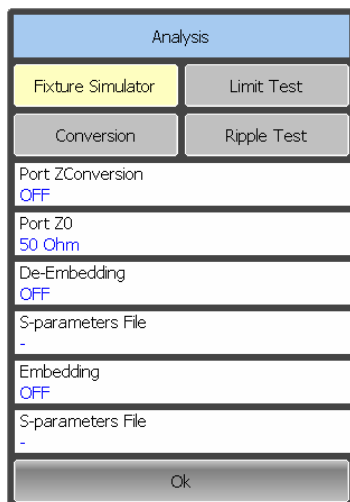 Analysis
Fixture Simulator
Limit Test
Conversion
Ripple Test
Port ZConversion
OFF
Port Z0
50 Ohm
De-Embedding
OFF
S-parameters File
-
Embedding
OFF
S-parameters File
-
Ok